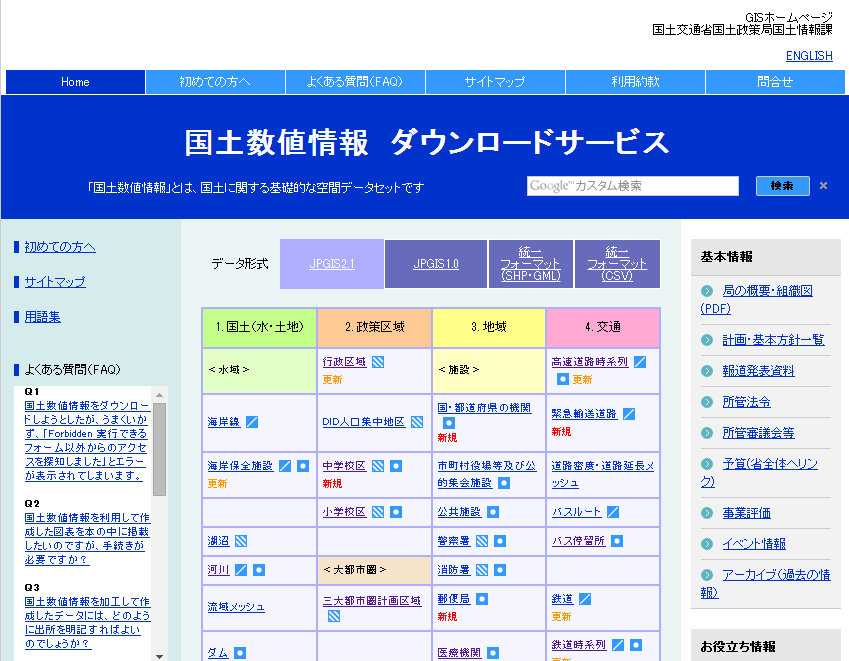 GISホームページ
国土交通省国土政策局国土情報課
ENGLISH
Home
初めての方へ
よくある質問(FAQ)
サイトマップ
利用約款
問合せ
国土数値情報 ダウンロードサービス
「国土数値情報」とは、国土に関する基礎的な空間データセットです
Google™カスタム検索
検索
×
初めての方へ
サイトマップ
用語集
よくある質問(FAQ)
Q1
国土数値情報をダウンロー
ドしようとしたが、うまくいか
ず、「Forbidden 実行できる
フォーム以外からのアクセ
スを探知しました」とエラー
が表示されてしまいます。
Q2
国土数値情報を利用して作
成した図表を本の中に掲載
したいのですが、手続きが
必要ですか?
Q3
国土数値情報を加工して作
成したデータには、どのよう
に出所を明記すればよい
のでしょうか?
データ形式
JPGIS2.1
JPGIS1.0
統一
フォーマット
(SHP・GML)
統一
フォーマット
(CSV)
1. 国土(水・土地)
2. 政策区域
3. 地域
4. 交通
<水域>
行政区域
更新
<施設>
高速道路時系列
更新
海岸線
DID人口集中地区
国・都道府県の機関
新規
緊急輸送道路
新規
海岸保全施設
更新
中学校区
新規
市町村役場等及び公
的集会施設
道路密度・道路延長メ
ッシュ
小学校区
公共施設
バスルート
湖沼
警察署
バス停留所
河川
<大都市圏>
消防署
流域メッシュ
三大都市圏計画区域
郵便局
新規
鉄道
更新
ダム
医療機関
鉄道時系列
更新
基本情報
局の概要・組織図
(PDF)
計画・基本方針一覧
報道発表資料
所管法令
所管審議会等
予算(省全体へリン
ク)
事業評価
イベント情報
アーカイブ(過去の情
報)
お役立ち情報